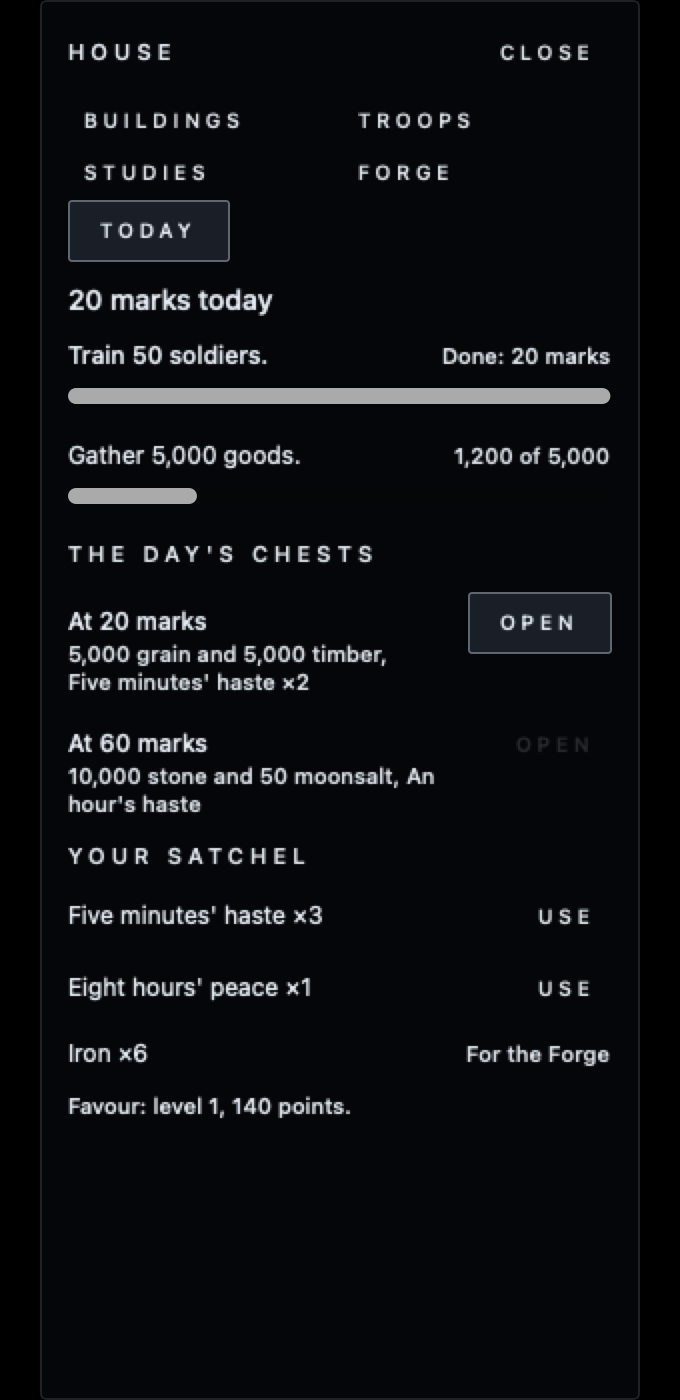 HOUSE CLOSE
BUILDINGS TROOPS
STUDIES FORGE
TODAY
20 marks today
Train 50 soldiers. Done: 20 marks
Gather 5,000 goods. 1,200 of 5,000
THE DAY'S CHESTS
At 20 marks OPEN
5,000 grain and 5,000 timber,
Five minutes' haste ×2
At 60 marks OPEN
10,000 stone and 50 moonsalt, An
hour's haste
YOUR SATCHEL
Five minutes' haste ×3 USE
Eight hours' peace ×1 USE
Iron ×6 For the Forge
Favour: level 1, 140 points.